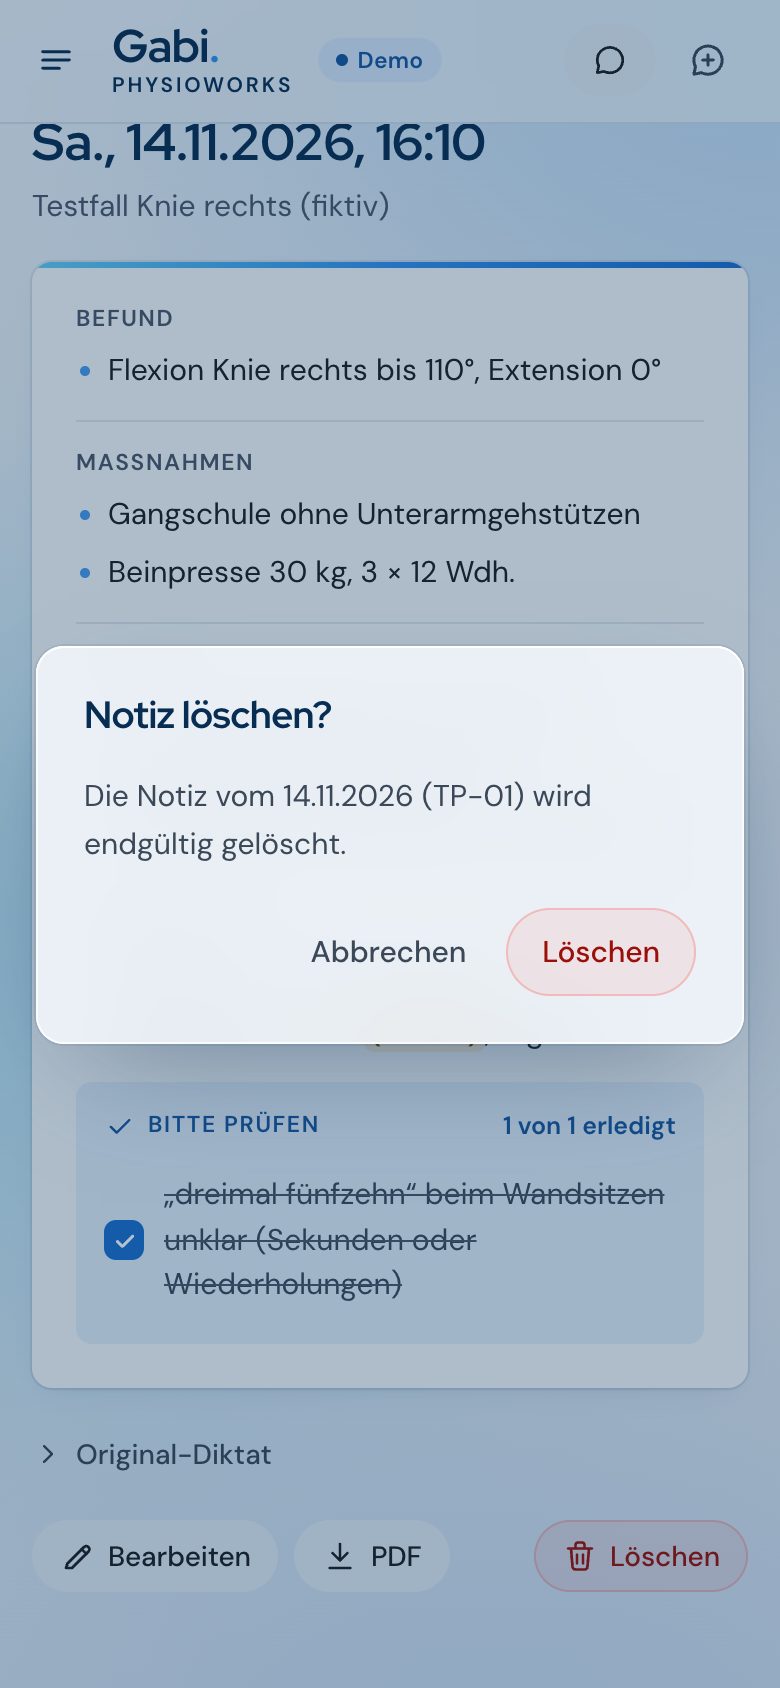 Gabi.
PHYSIOWORKS
Demo
Sa., 14.11.2026, 16:10
Testfall Knie rechts (fiktiv)
BEFUND
• Flexion Knie rechts bis 110°, Extension 0°
MASSNAHMEN
• Gangschule ohne Unterarmgehstützen
• Beinpresse 30 kg, 3 × 12 Wdh.
Notiz löschen?
Die Notiz vom 14.11.2026 (TP-01) wird
endgültig gelöscht.
Abbrechen
Löschen
BITTE PRÜFEN
1 von 1 erledigt
„dreimal fünfzehn“ beim Wandsitzen
unklar (Sekunden oder
Wiederholungen)
Original-Diktat
Bearbeiten
PDF
Löschen